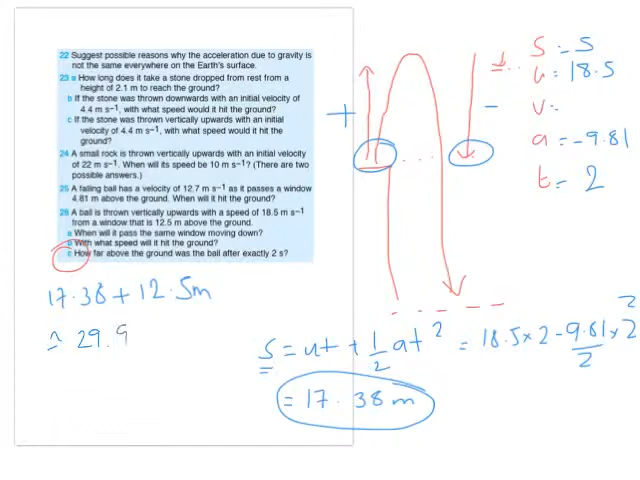 22 Suggest possible reasons why the acceleration due to gravity is
not the same everywhere on the Earth's surface.
23 a How long does it take a stone dropped from rest from a
height of 2.1 m to reach the ground?
b If the stone was thrown downwards with an initial velocity of
4.4 m s⁻¹, with what speed would it hit the ground?
c If the stone was thrown vertically upwards with an initial
velocity of 4.4 m s⁻¹, with what speed would it hit the
ground?
24 A small rock is thrown vertically upwards with an initial velocity
of 22 m s⁻¹. When will its speed be 10 m s⁻¹? (There are two
possible answers.)
25 A falling ball has a velocity of 12.7 m s⁻¹ as it passes a window
4.81 m above the ground. When will it hit the ground?
26 A ball is thrown vertically upwards with a speed of 18.5 m s⁻¹
from a window that is 12.5 m above the ground.
a When will it pass the same window moving down?
b With what speed will it hit the ground?
c How far above the ground was the ball after exactly 2 s?
+
−
S = S
u = 18.5
v =
a = -9.81
t = 2
17.38 + 12.5m
≈ 29.9
S = ut + 1/2 at² = 18.5 × 2 − 9.81/2 × 2²
= 17.38 m